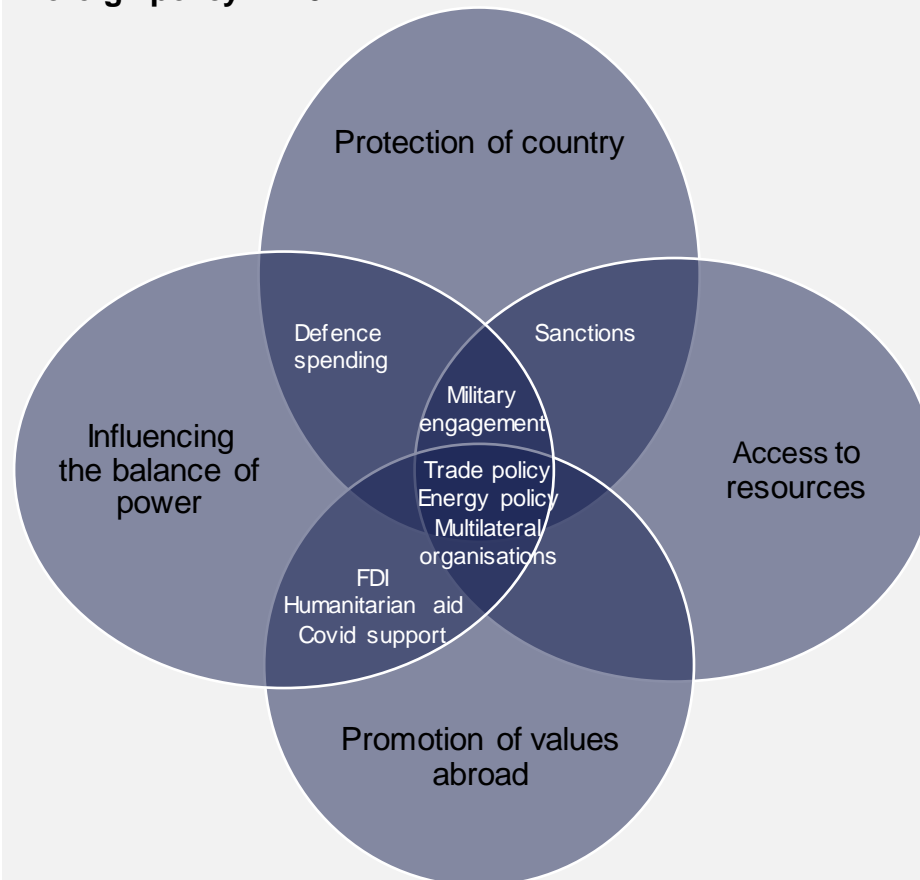 Protection of country
Defence
spending
Sanctions
Military
engagement
Influencing
the balance of
power
Access to
resources
Trade policy
Energy policy
Multilateral
organisations
FDI
Humanitarian aid
Covid support
Promotion of values
abroad